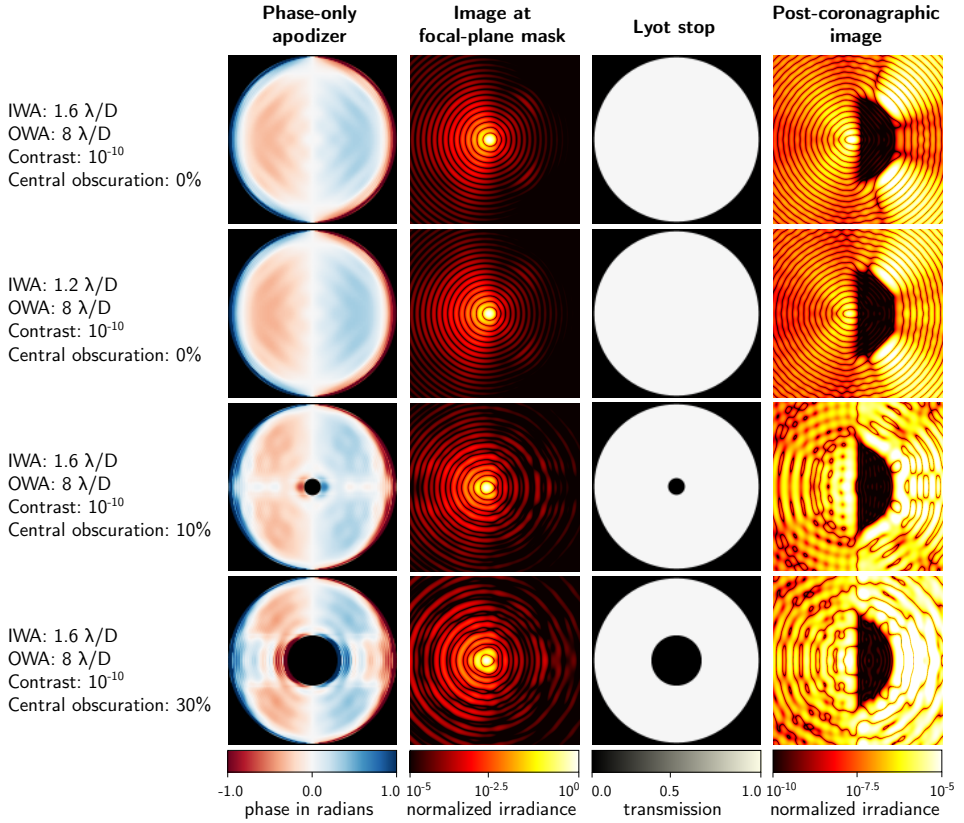 Phase-only
apodizer
Image at
focal-plane mask
Lyot stop
Post-coronagraphic
image
IWA: 1.6 λ/D
OWA: 8 λ/D
Contrast: 10⁻¹⁰
Central obscuration: 0%
IWA: 1.2 λ/D
OWA: 8 λ/D
Contrast: 10⁻¹⁰
Central obscuration: 0%
IWA: 1.6 λ/D
OWA: 8 λ/D
Contrast: 10⁻¹⁰
Central obscuration: 10%
IWA: 1.6 λ/D
OWA: 8 λ/D
Contrast: 10⁻¹⁰
Central obscuration: 30%
-1.0 0.0 1.0
phase in radians
10⁻⁵ 10⁻²·⁵ 10⁰
normalized irradiance
0.0 0.5 1.0
transmission
10⁻¹⁰ 10⁻⁷·⁵ 10⁻⁵
normalized irradiance